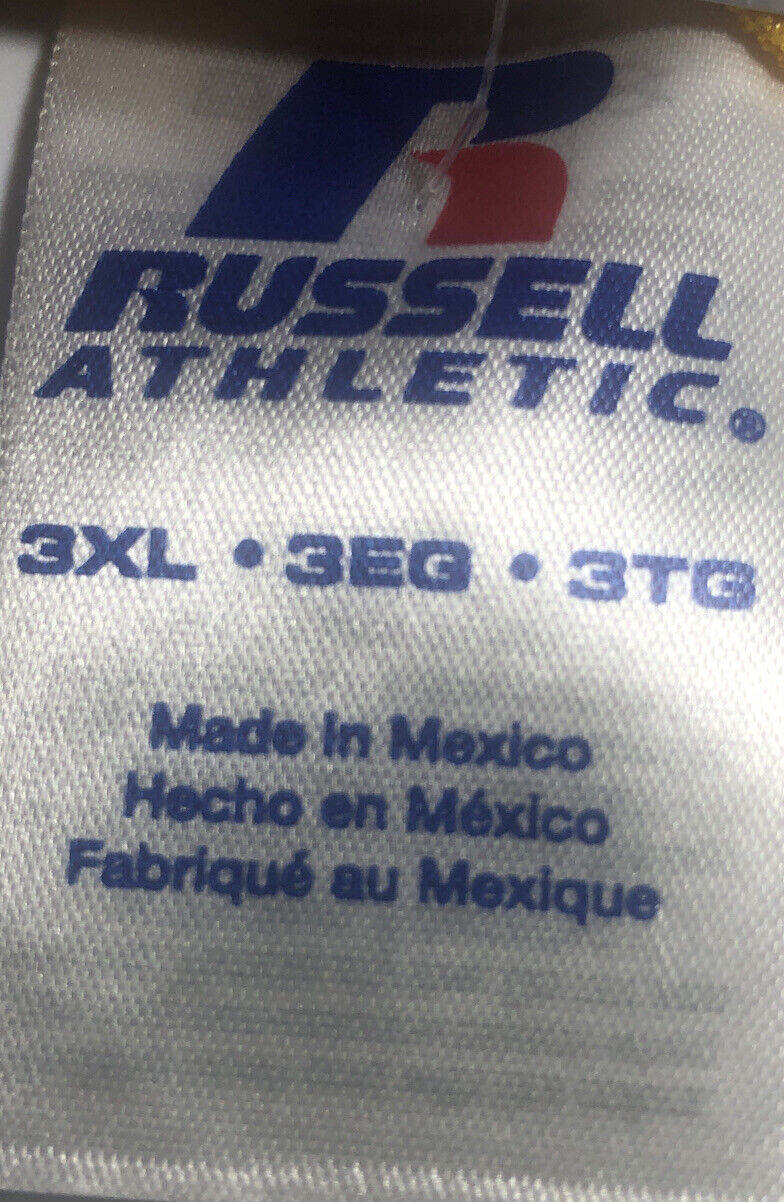 R
RUSSELL
ATHLETIC®
3XL • 3EG • 3TG
Made in Mexico
Hecho en México
Fabriqué au Mexique